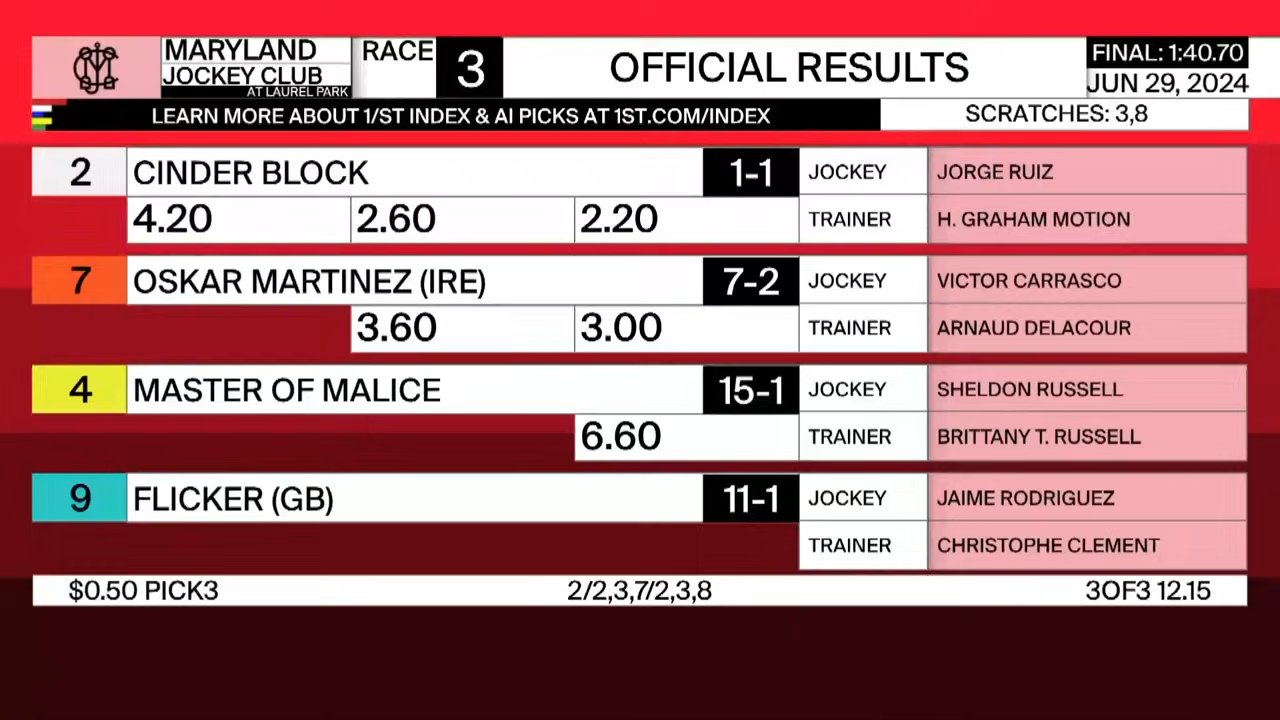 MARYLAND
JOCKEY CLUB
AT LAUREL PARK
RACE 3
OFFICIAL RESULTS
FINAL: 1:40.70
JUN 29, 2024
LEARN MORE ABOUT 1/ST INDEX & AI PICKS AT 1ST.COM/INDEX
SCRATCHES: 3,8
2 CINDER BLOCK 1-1 JOCKEY JORGE RUIZ
4.20 2.60 2.20 TRAINER H. GRAHAM MOTION
7 OSKAR MARTINEZ (IRE) 7-2 JOCKEY VICTOR CARRASCO
3.60 3.00 TRAINER ARNAUD DELACOUR
4 MASTER OF MALICE 15-1 JOCKEY SHELDON RUSSELL
6.60 TRAINER BRITTANY T. RUSSELL
9 FLICKER (GB) 11-1 JOCKEY JAIME RODRIGUEZ
TRAINER CHRISTOPHE CLEMENT
$0.50 PICK3 2/2,3,7/2,3,8 3OF3 12.15